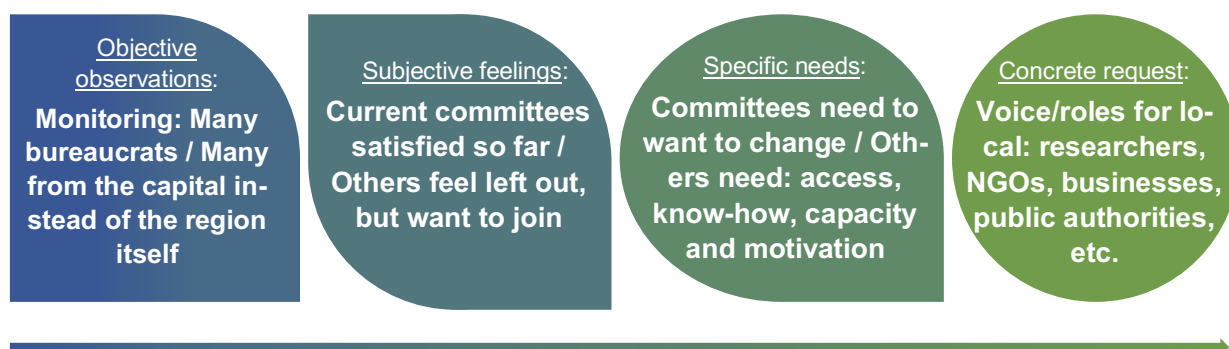 Objective
observations:
Monitoring: Many
bureaucrats / Many
from the capital in-
stead of the region
itself
Subjective feelings:
Current committees
satisfied so far /
Others feel left out,
but want to join
Specific needs:
Committees need to
want to change / Oth-
ers need: access,
know-how, capacity
and motivation
Concrete request:
Voice/roles for lo-
cal: researchers,
NGOs, businesses,
public authorities,
etc.